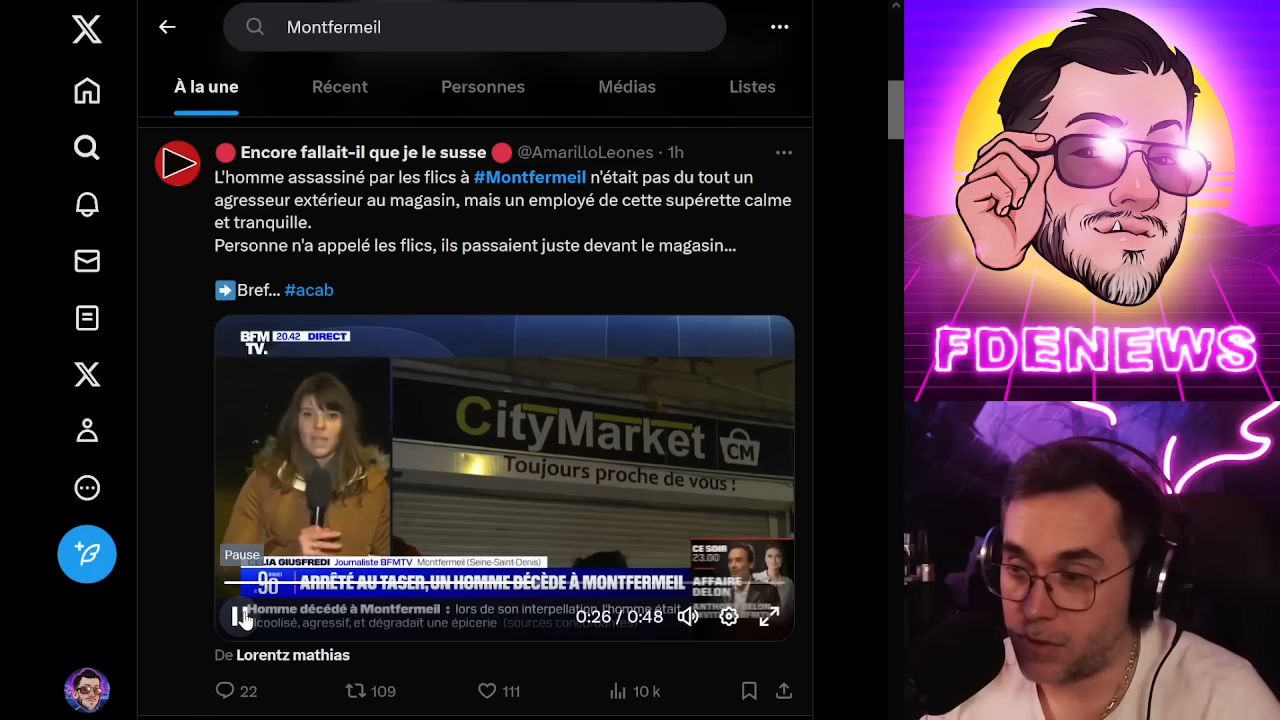 Montfermeil
À la une
Récent
Personnes
Médias
Listes
Encore fallait-il que je le susse
@AmarilloLeones · 1h
L'homme assassiné par les flics à #Montfermeil n'était pas du tout un
agresseur extérieur au magasin, mais un employé de cette supérette calme
et tranquille.
Personne n'a appelé les flics, ils passaient juste devant le magasin...
Bref... #acab
BFM
TV.
20.42 DIRECT
CityMarket
CM
Toujours proche de vous !
Pause
GIUSFREDI Journaliste BFMTV Montfermeil (Seine-Saint-Denis)
ARRÊTÉ AU TASER, UN HOMME DÉCÈDE À MONTFERMEIL
Homme décédé à Montfermeil : lors de son interpellation, l'homme était
alcoolisé, agressif, et dégradait une épicerie
CE SOIR
23.00
AFFAIRE
DELON
0:26 / 0:48
De Lorentz mathias
22
109
111
10 k
FDENEWS